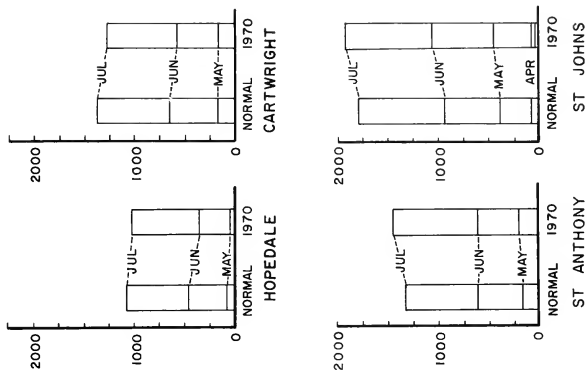 2000
1000
0
JUL
JUN
MAY
NORMAL
1970
HOPEDALE
2000
1000
0
JUL
JUN
MAY
NORMAL
1970
CARTWRIGHT
2000
1000
0
JUL
JUN
MAY
NORMAL
1970
ST ANTHONY
2000
1000
0
JUL
JUN
MAY
APR
NORMAL
1970
ST JOHNS